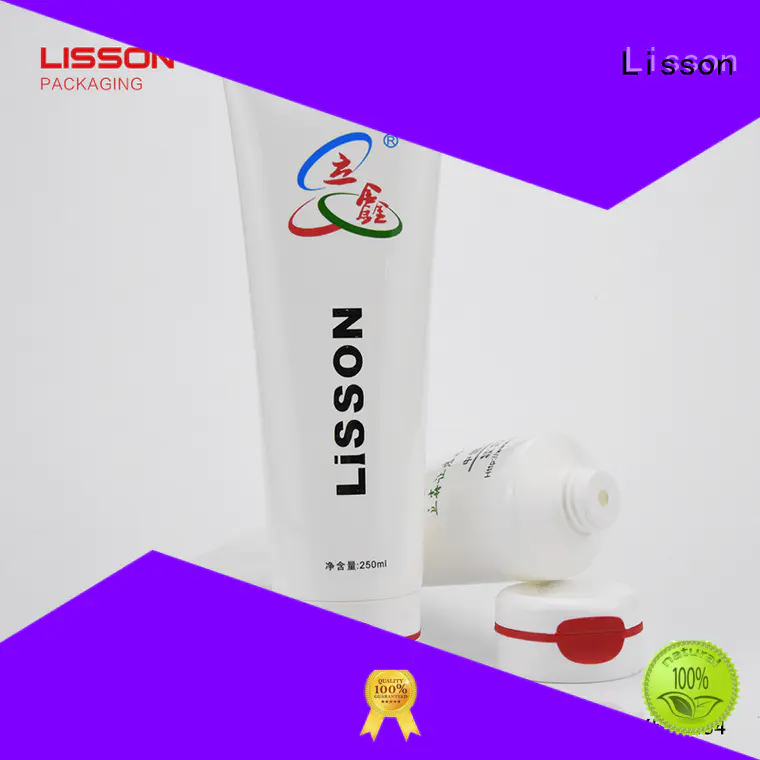 LISSON
PACKAGING
Lisson
®
立鑫
LiSSON
净含量:250ml
QUALITY
100%
GUARANTEED
natural
100%